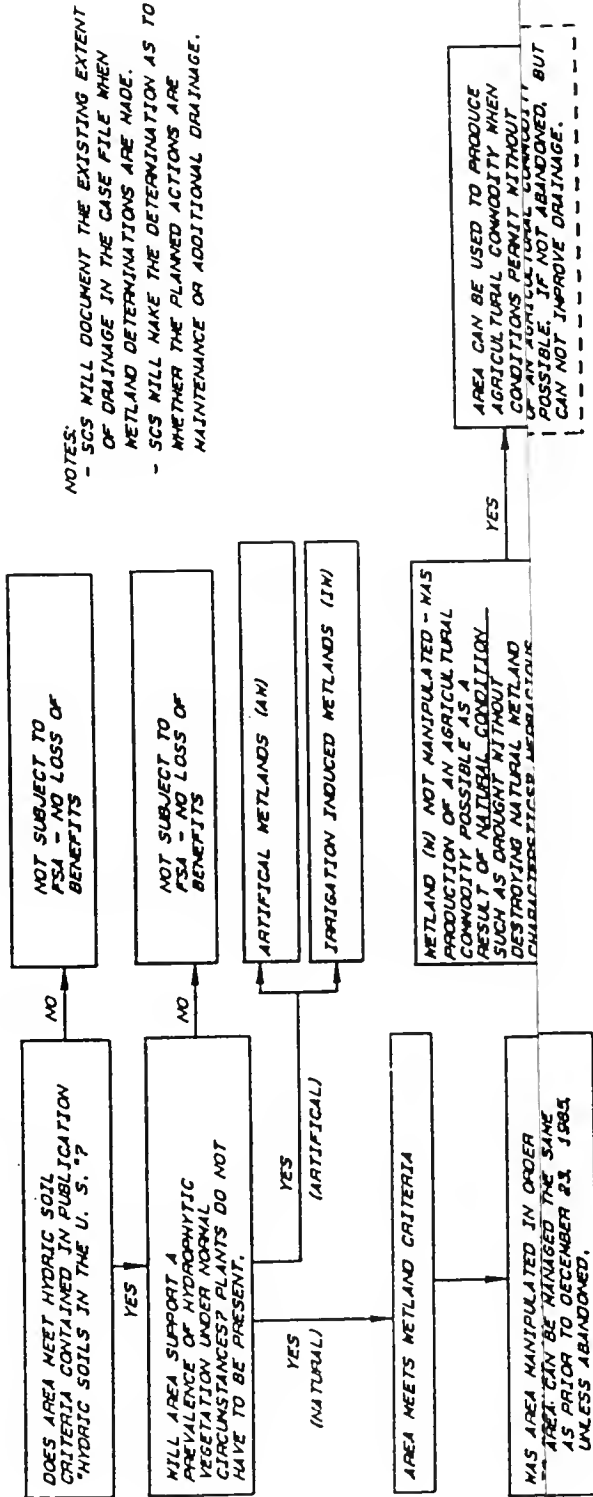 DOES AREA MEET HYDRIC SOIL
CRITERIA CONTAINED IN PUBLICATION
"HYDRIC SOILS IN THE U. S."?
NO
NOT SUBJECT TO
FSA - NO LOSS OF
BENEFITS
NOTES:
- SCS WILL DOCUMENT THE EXISTING EXTENT
OF DRAINAGE IN THE CASE FILE WHEN
WETLAND DETERMINATIONS ARE MADE.
- SCS WILL MAKE THE DETERMINATION AS TO
WHETHER THE PLANNED ACTIONS ARE
MAINTENANCE OR ADDITIONAL DRAINAGE.
YES
WILL AREA SUPPORT A
PREVALENCE OF HYDROPHYTIC
VEGETATION UNDER NORMAL
CIRCUMSTANCES? PLANTS DO NOT
HAVE TO BE PRESENT.
NO
NOT SUBJECT TO
FSA - NO LOSS OF
BENEFITS
YES
(ARTIFICAL)
ARTIFICAL WETLANDS (AW)
IRRIGATION INDUCED WETLANDS (IW)
YES
(NATURAL)
AREA MEETS WETLAND CRITERIA
WAS AREA MANIPULATED IN ORDER
AREA CAN BE MANAGED THE SAME
AS PRIOR TO DECEMBER 23, 1985,
UNLESS ABANDONED.
WETLAND (W) NOT MANIPULATED - WAS
PRODUCTION OF AN AGRICULTURAL
COMMODITY POSSIBLE AS A
RESULT OF NATURAL CONDITION
SUCH AS DROUGHT WITHOUT
DESTROYING NATURAL WETLAND
YES
AREA CAN BE USED TO PRODUCE
AGRICULTURAL COMMODITY WHEN
CONDITIONS PERMIT WITHOUT
OF AN AGRICULTURAL COMMODITY
POSSIBLE. IF NOT ABANDONED, BUT
CAN NOT IMPROVE DRAINAGE.